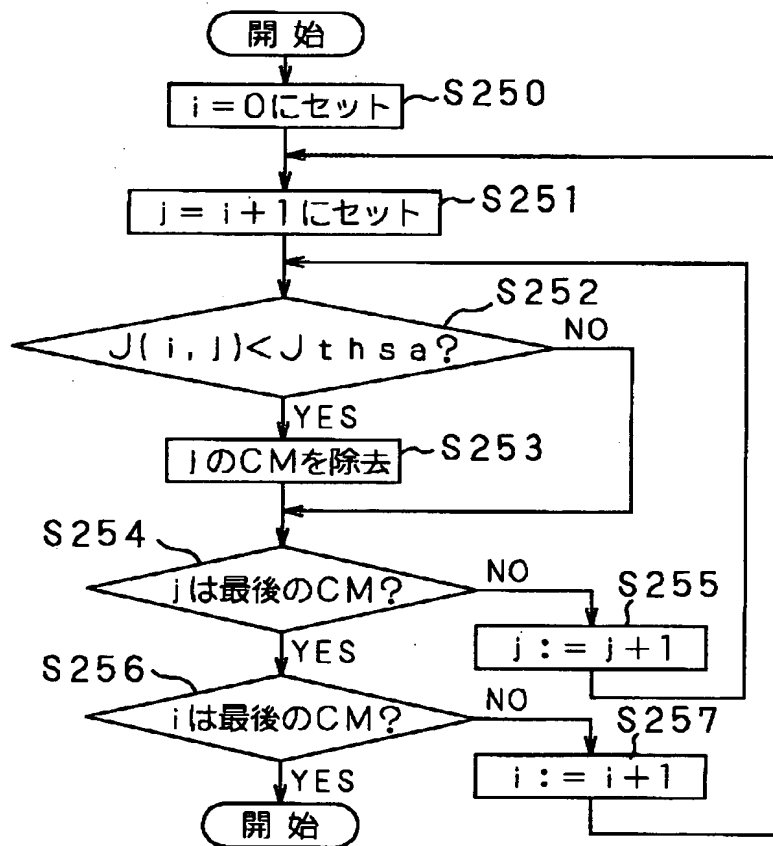 開始
i=0にセット
S250
j=i+1にセット
S251
S252
J(i,j)<Jthsa?
NO
YES
jのCMを除去
S253
S254
jは最後のCM?
NO
S255
YES
j:=j+1
S256
iは最後のCM?
NO
S257
YES
i:=i+1
開始